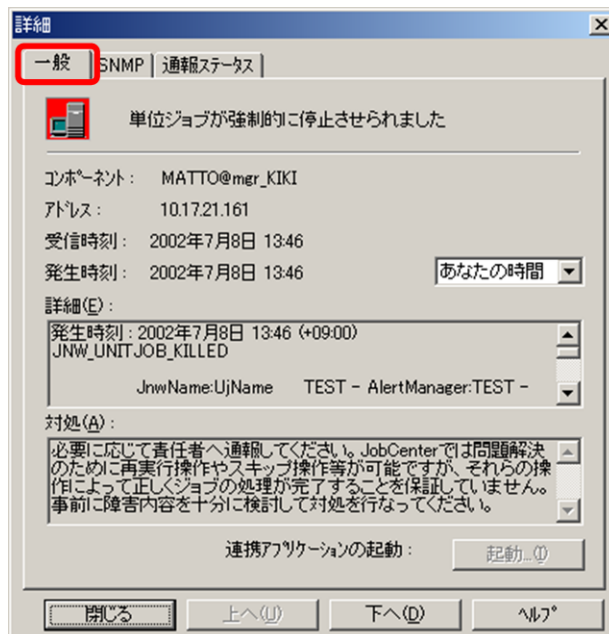 詳細
一般 SNMP 通報ステータス
単位ジョブが強制的に停止させられました
コンポーネント： MATTO@mgr_KIKI
アドレス： 10.17.21.161
受信時刻： 2002年7月8日 13:46
発生時刻： 2002年7月8日 13:46 あなたの時間
詳細(E)：
発生時刻：2002年7月8日 13:46 (+09:00)
JNW_UNITJOB_KILLED
JnwName:UjName TEST - AlertManager:TEST -
対処(A)：
必要に応じて責任者へ通報してください。JobCenterでは問題解決
のために再実行操作やスキップ操作等が可能ですが、それらの操
作によって正しくジョブの処理が完了することを保証していません。
事前に障害内容を十分に検討して対処を行なってください。
連携アプリケーションの起動： 起動...(I)
閉じる 上へ(U) 下へ(D) ヘルプ